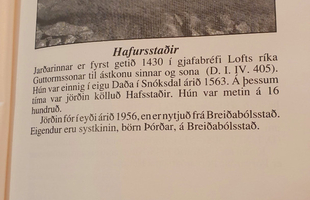 Hafursstaðir
Jarðarinnar er fyrst getið 1430 í gjafabréfi Lofts ríka
Guttormssonar til ástkonu sinnar og sona (D. I. IV. 405).
Hún var einnig í eigu Daða í Snóksdal árið 1563. Á þessum
tíma var jörðin kölluð Hafsstaðir. Hún var metin á 16
hundruð.
Jörðin fór í eyði árið 1956, en er nytjuð frá Breiðabólsstað.
Eigendur eru systkinin, börn Þórðar, á Breiðabólsstað.